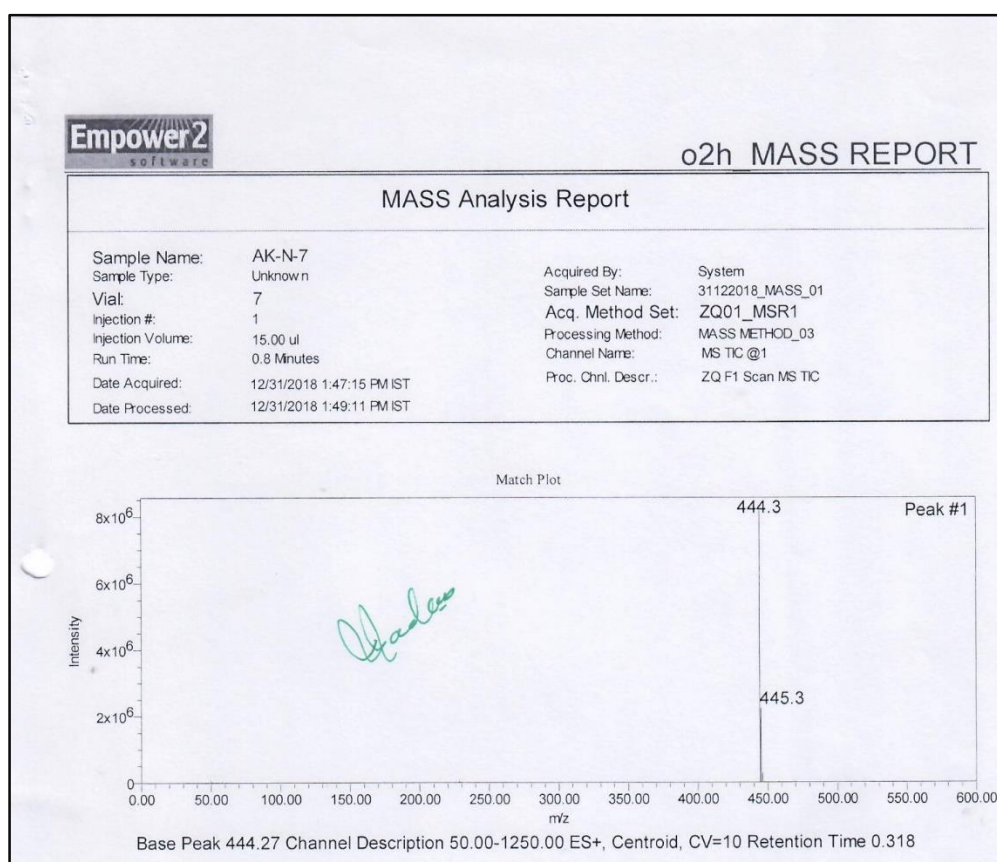 Empower2
software
o2h_MASS REPORT
MASS Analysis Report
Sample Name: AK-N-7
Sample Type: Unknown
Vial: 7
Injection #: 1
Injection Volume: 15.00 ul
Run Time: 0.8 Minutes
Date Acquired: 12/31/2018 1:47:15 PM IST
Date Processed: 12/31/2018 1:49:11 PM IST
Acquired By: System
Sample Set Name: 31122018_MASS_01
Acq. Method Set: ZQ01_MSR1
Processing Method: MASS METHOD_03
Channel Name: MS TIC @1
Proc. Chnl. Descr.: ZQ F1 Scan MS TIC
Match Plot
444.3
Peak #1
445.3
Intensity
8x10⁶
6x10⁶
4x10⁶
2x10⁶
0
0.00 50.00 100.00 150.00 200.00 250.00 300.00 350.00 400.00 450.00 500.00 550.00 600.00
m/z
Base Peak 444.27 Channel Description 50.00-1250.00 ES+, Centroid, CV=10 Retention Time 0.318